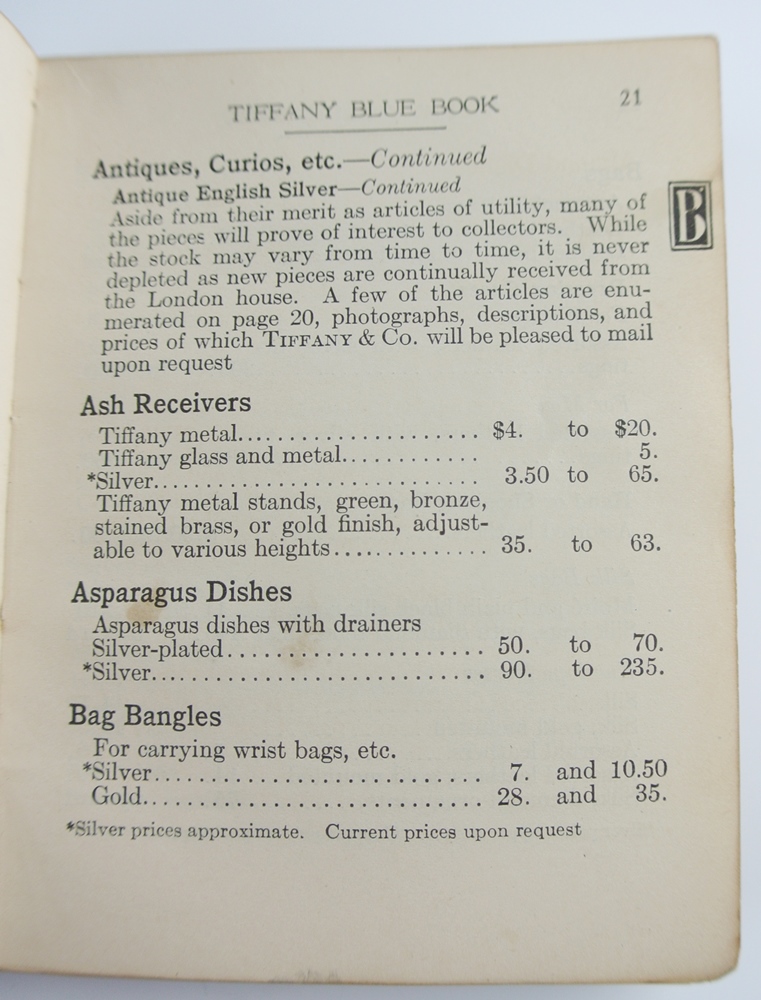 TIFFANY BLUE BOOK 21
Antiques, Curios, etc.—Continued
Antique English Silver—Continued
Aside from their merit as articles of utility, many of
the pieces will prove of interest to collectors. While
the stock may vary from time to time, it is never
depleted as new pieces are continually received from
the London house. A few of the articles are enu-
merated on page 20, photographs, descriptions, and
prices of which TIFFANY & CO. will be pleased to mail
upon request
B
Ash Receivers
Tiffany metal...................... $4. to $20.
Tiffany glass and metal............ 5.
*Silver............................ 3.50 to 65.
Tiffany metal stands, green, bronze,
stained brass, or gold finish, adjust-
able to various heights.............. 35. to 63.
Asparagus Dishes
Asparagus dishes with drainers
Silver-plated...................... 50. to 70.
*Silver............................ 90. to 235.
Bag Bangles
For carrying wrist bags, etc.
*Silver............................ 7. and 10.50
Gold............................... 28. and 35.
*Silver prices approximate. Current prices upon request